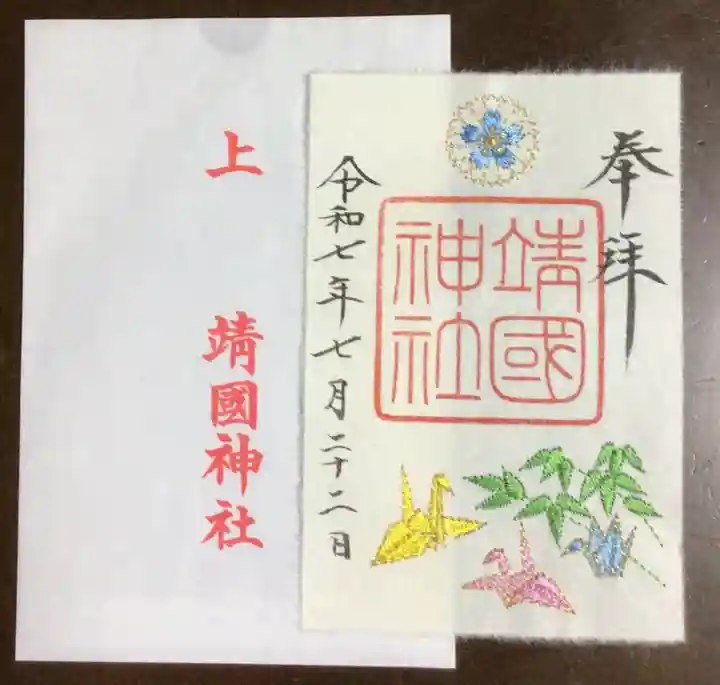 上
靖國神社
奉拝
靖國
神社
令和七年七月二十二日